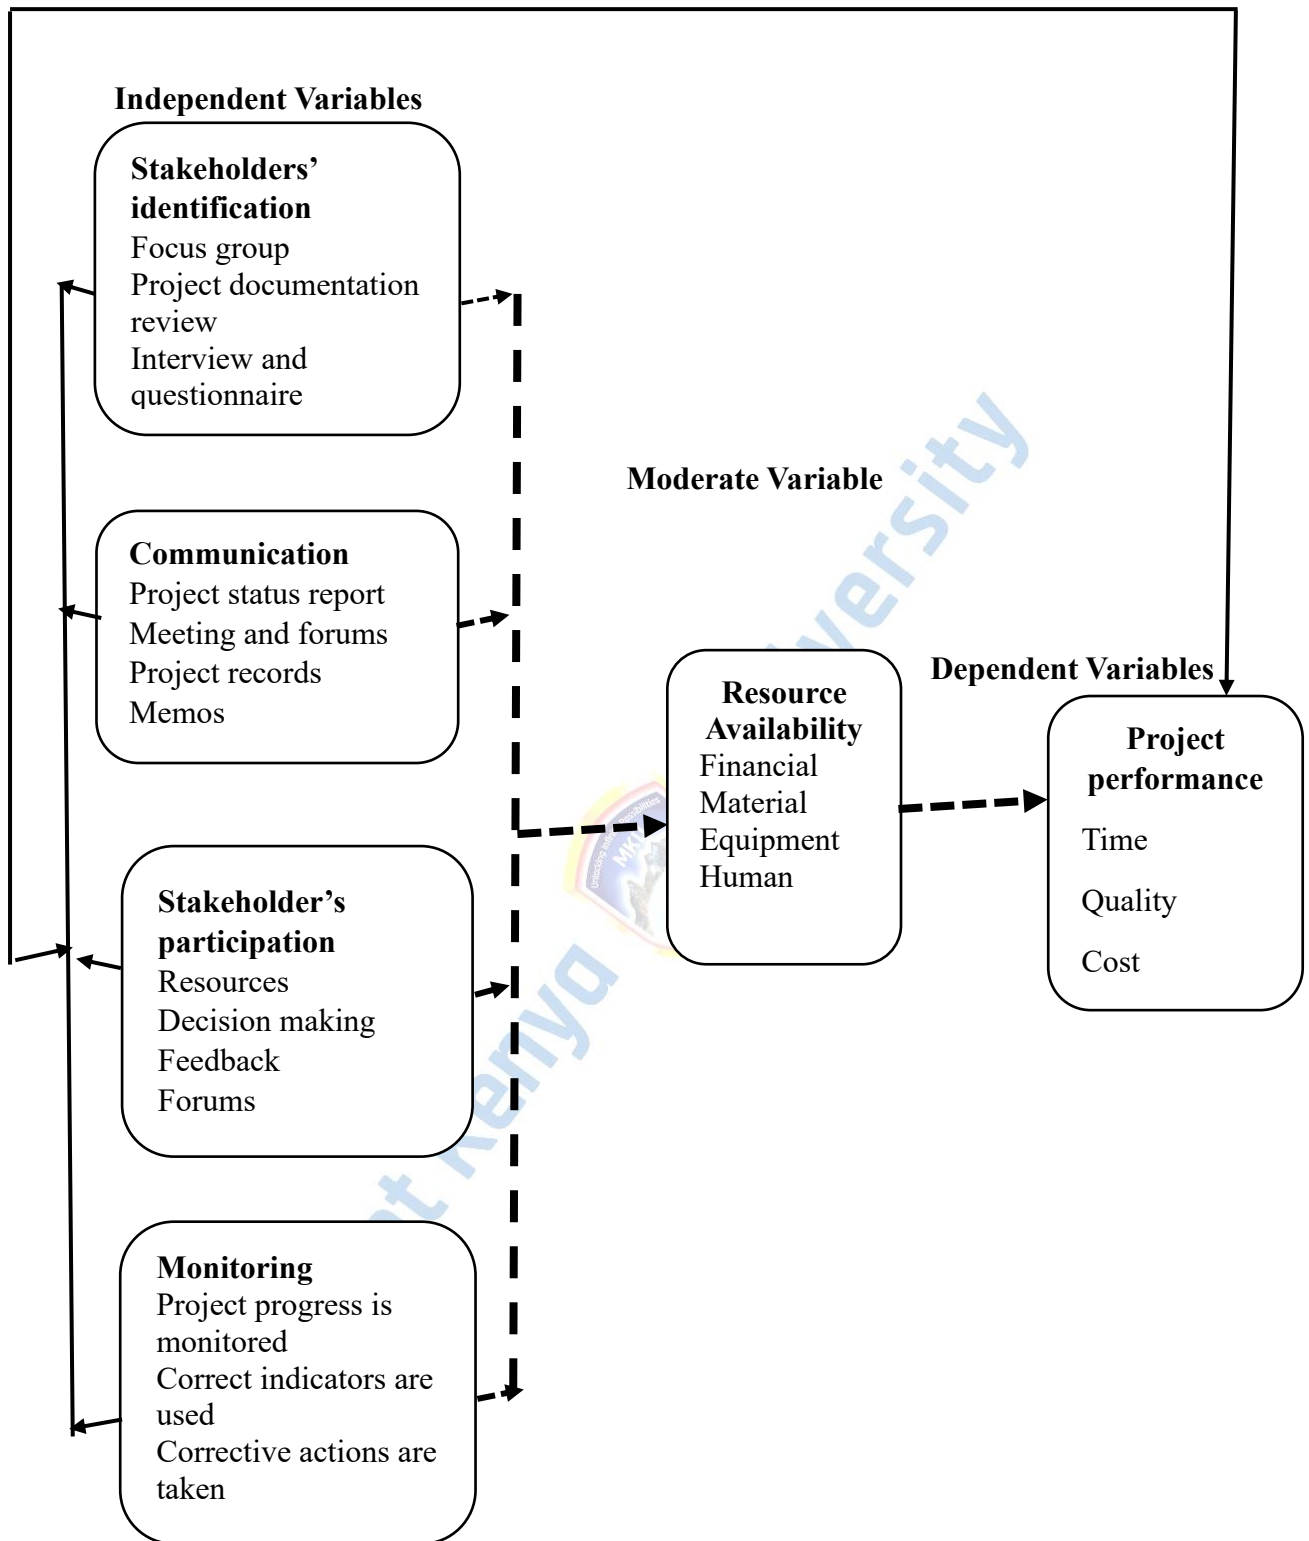 Independent Variables
Stakeholders’
identification
Focus group
Project documentation
review
Interview and
questionnaire
Communication
Project status report
Meeting and forums
Project records
Memos
Stakeholder’s
participation
Resources
Decision making
Feedback
Forums
Monitoring
Project progress is
monitored
Correct indicators are
used
Corrective actions are
taken
Moderate Variable
Resource
Availability
Financial
Material
Equipment
Human
Dependent Variables
Project
performance
Time
Quality
Cost
Kenya